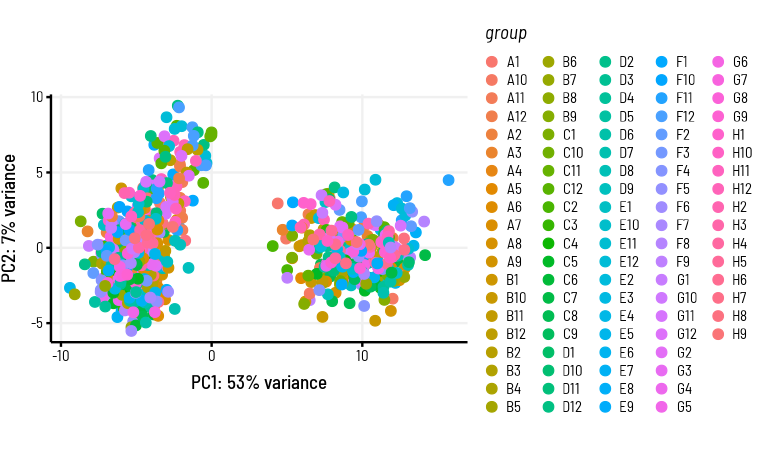 group
A1 B6 D2 F1 G6
A10 B7 D3 F10 G7
A11 B8 D4 F11 G8
A12 B9 D5 F12 G9
A2 C1 D6 F2 H1
A3 C10 D7 F3 H10
A4 C11 D8 F4 H11
A5 C12 D9 F5 H12
A6 C2 E1 F6 H2
A7 C3 E10 F7 H3
A8 C4 E11 F8 H4
A9 C5 E12 F9 H5
B1 C6 E2 G1 H6
B10 C7 E3 G10 H7
B11 C8 E4 G11 H8
B12 C9 E5 G12 H9
B2 D1 E6 G2
B3 D10 E7 G3
B4 D11 E8 G4
B5 D12 E9 G5
PC2: 7% variance
10
5
0
-5
-10 0 10
PC1: 53% variance